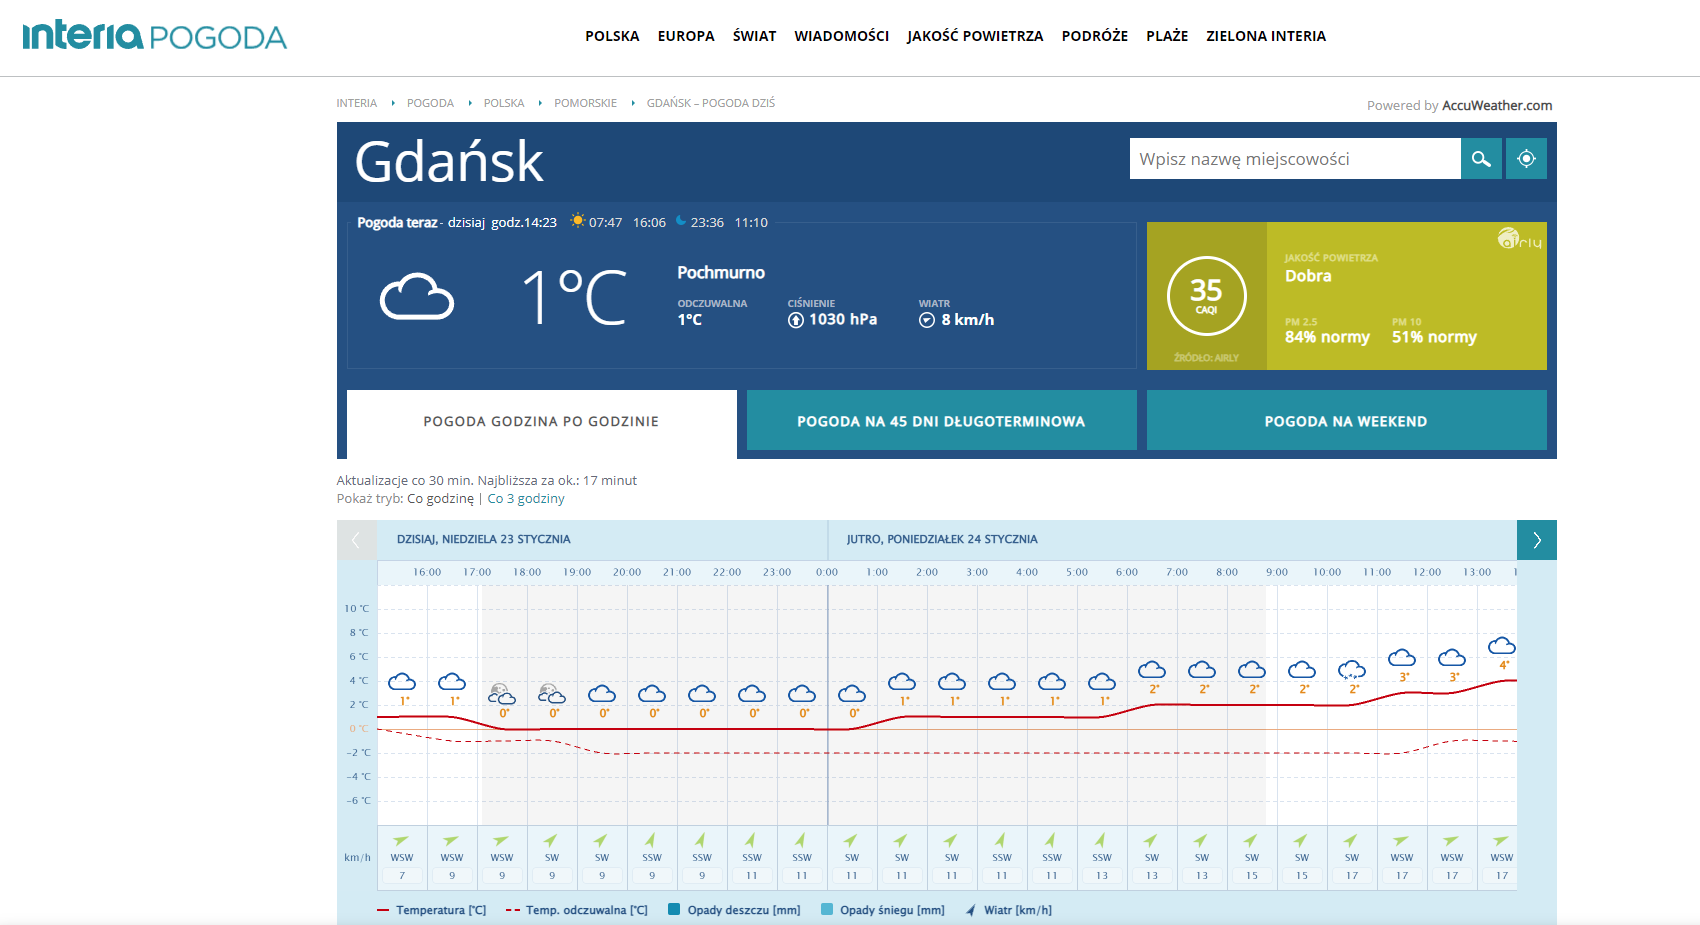 interia POGODA
POLSKA EUROPA ŚWIAT WIADOMOŚCI JAKOŚĆ POWIETRZA PODRÓŻE PLAŻE ZIELONA INTERIA
INTERIA POGODA POLSKA POMORSKIE GDAŃSK – POGODA DZIŚ
Powered by AccuWeather.com
Gdańsk
Wpisz nazwę miejscowości
Pogoda teraz - dzisiaj godz.14:23 07:47 16:06 23:36 11:10
1°C
Pochmurno
ODCZUWALNA CIŚNIENIE WIATR
1°C 1030 hPa 8 km/h
airly
35
CAQI
ŹRÓDŁO: AIRLY
JAKOŚĆ POWIETRZA
Dobra
PM 2.5 PM 10
84% normy 51% normy
POGODA GODZINA PO GODZINIE
POGODA NA 45 DNI DŁUGOTERMINOWA
POGODA NA WEEKEND
Aktualizacje co 30 min. Najbliższa za ok.: 17 minut
Pokaż tryb: Co godzinę | Co 3 godziny
DZISIAJ, NIEDZIELA 23 STYCZNIA JUTRO, PONIEDZIAŁEK 24 STYCZNIA
16:00 17:00 18:00 19:00 20:00 21:00 22:00 23:00 0:00 1:00 2:00 3:00 4:00 5:00 6:00 7:00 8:00 9:00 10:00 11:00 12:00 13:00
10 °C
8 °C
6 °C
4 °C
2 °C
0 °C
-2 °C
-4 °C
-6 °C
1° 1° 0° 0° 0° 0° 0° 0° 0° 0° 1° 1° 1° 1° 1° 2° 2° 2° 2° 2° 3° 3° 4°
km/h
WSW WSW WSW SW SW SSW SSW SSW SSW SW SW SW SSW SSW SSW SW SW SW SW SW WSW WSW WSW
7 9 9 9 9 9 9 11 11 11 11 11 11 11 13 13 13 15 15 17 17 17 17
Temperatura [°C] Temp. odczuwalna [°C] Opady deszczu [mm] Opady śniegu [mm] Wiatr [km/h]